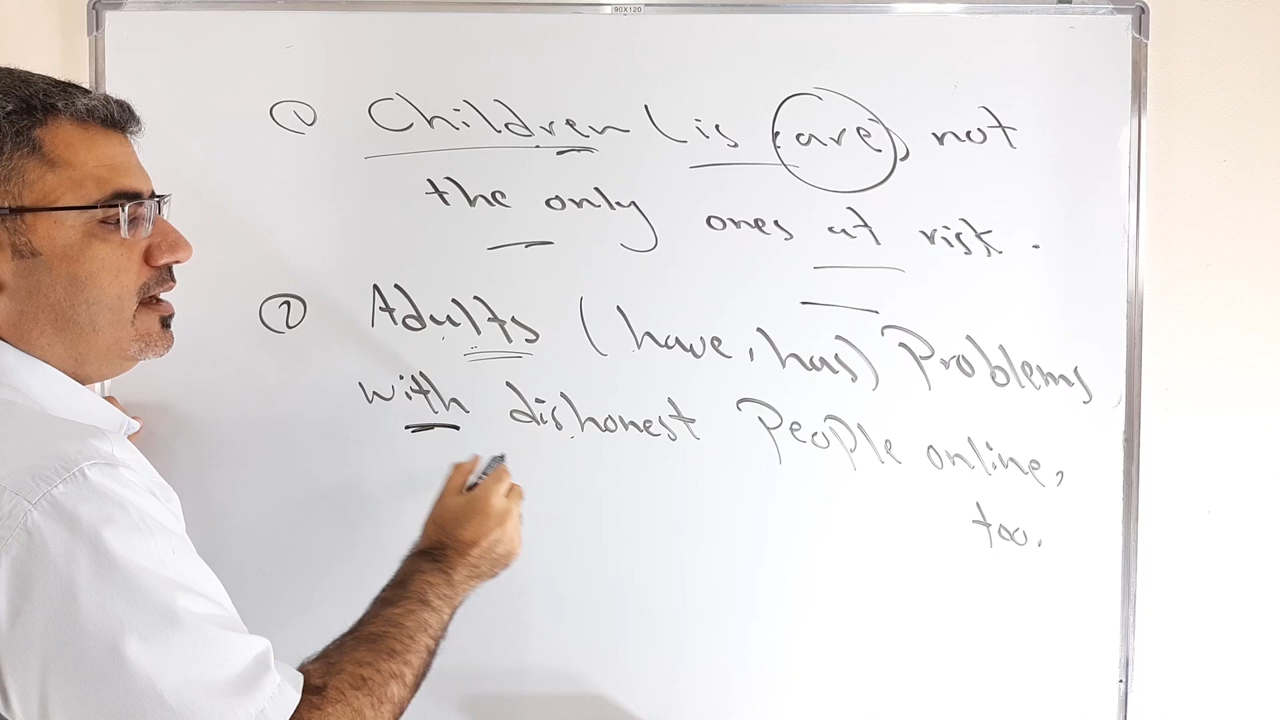 90X120
① Children (is are) not
the only ones at risk.
② Adults (have, has) Problems
with dishonest People online,
too.